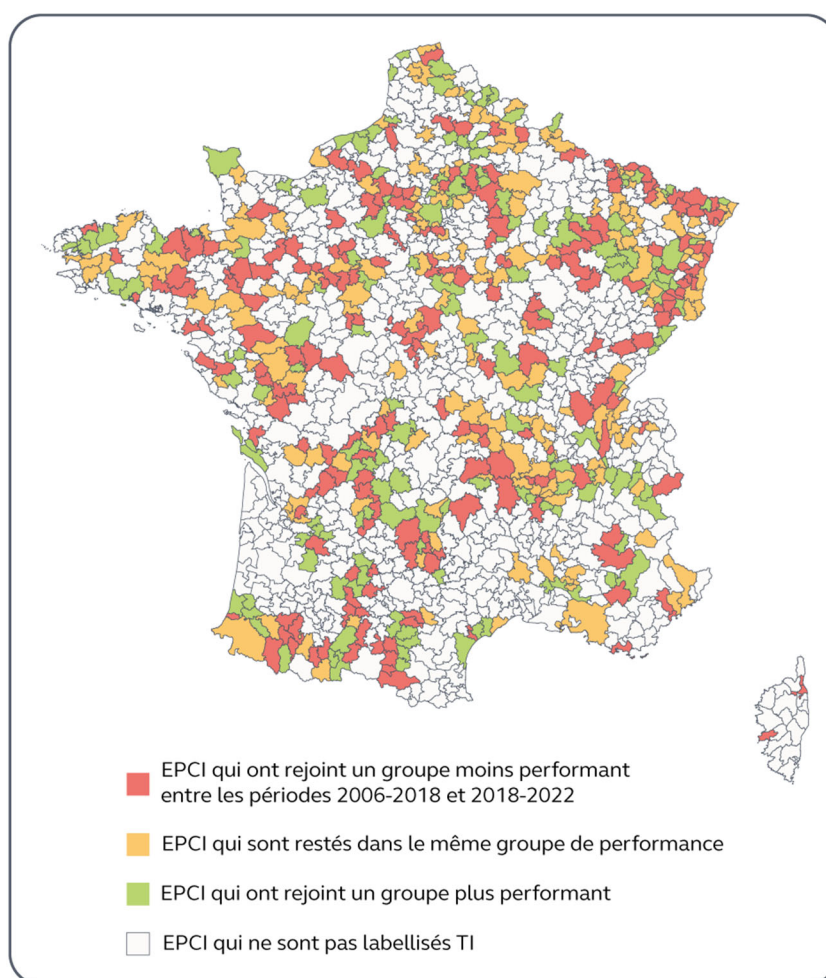 EPCI qui ont rejoint un groupe moins performant
entre les périodes 2006-2018 et 2018-2022
EPCI qui sont restés dans le même groupe de performance
EPCI qui ont rejoint un groupe plus performant
EPCI qui ne sont pas labellisés TI